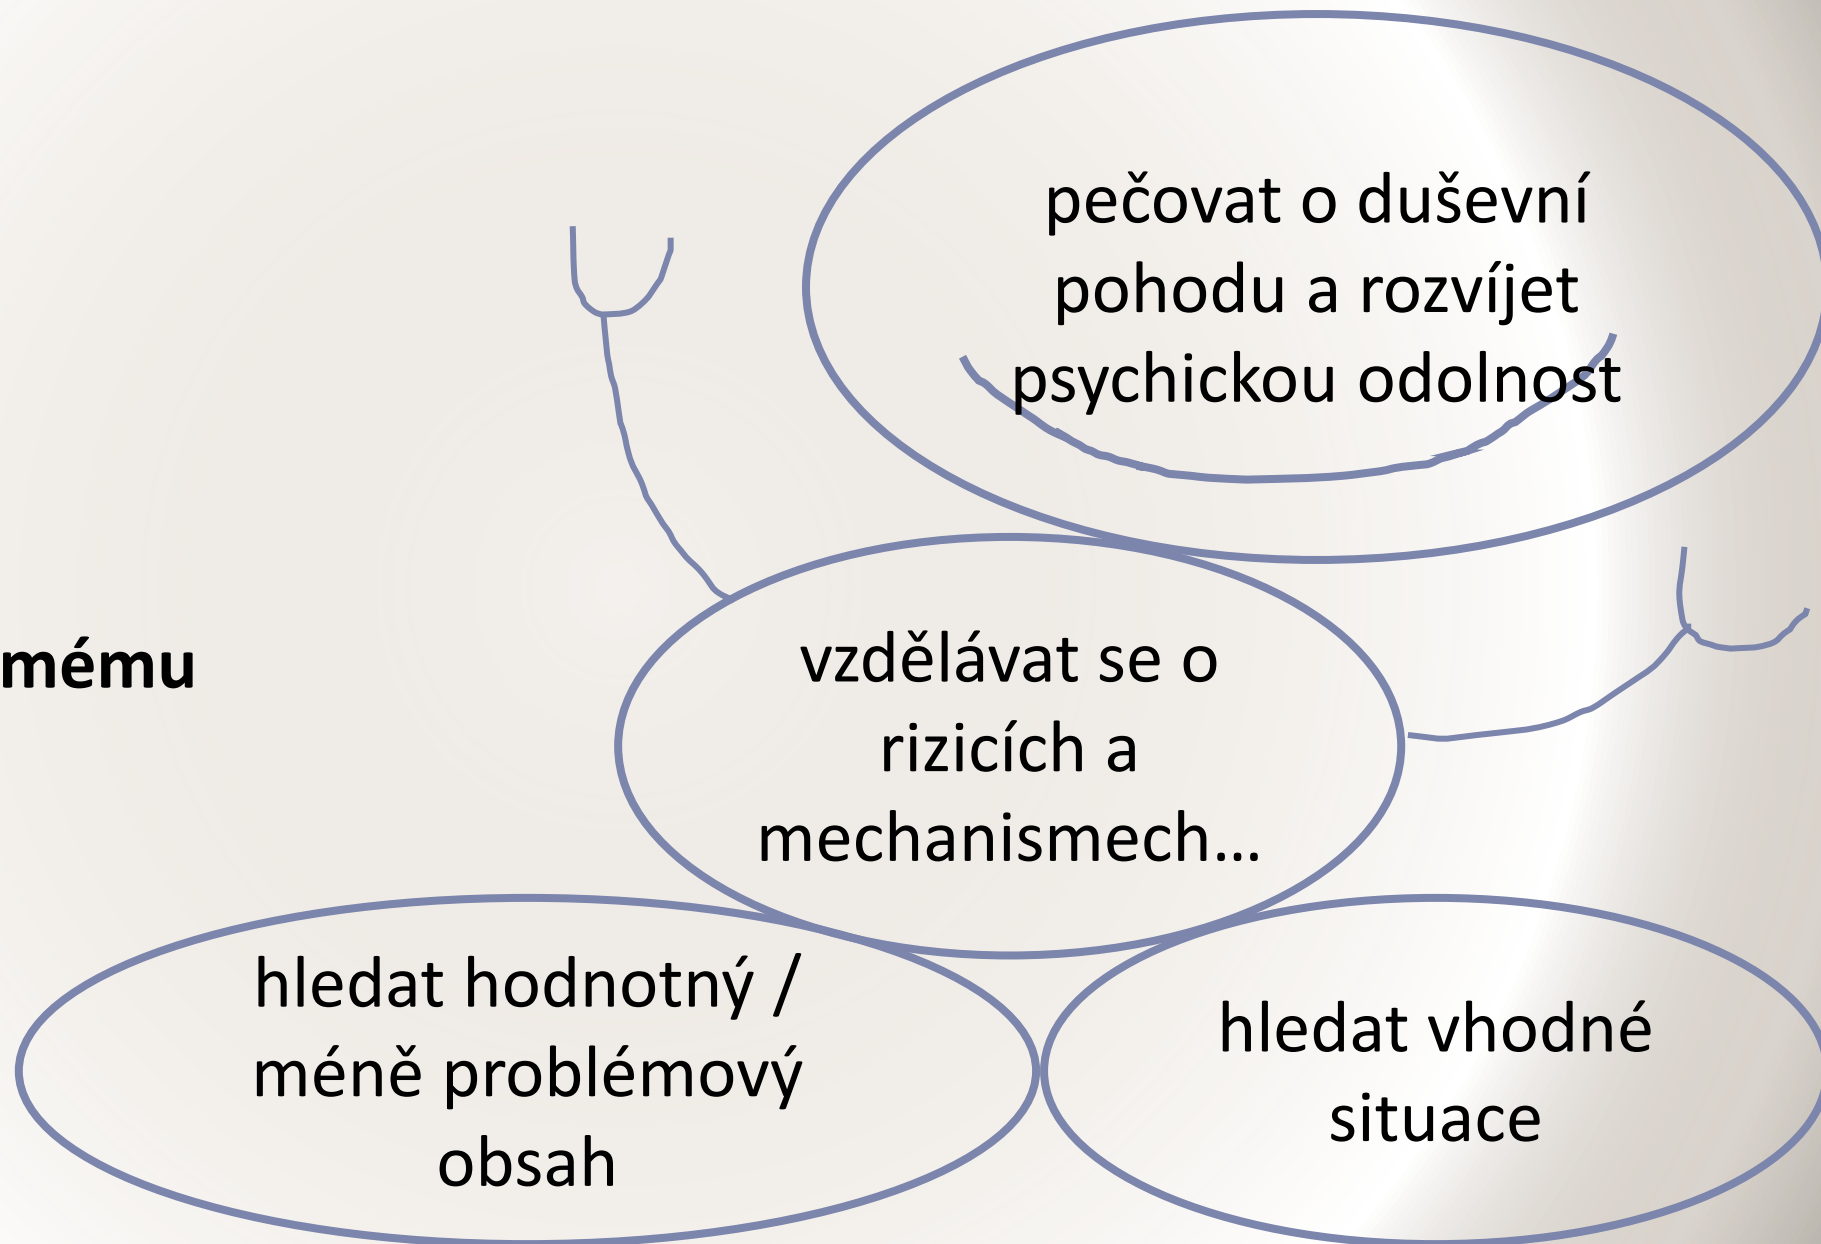 pečovat o duševní
pohodu a rozvíjet
psychickou odolnost
mému
vzdělávat se o
rizicích a
mechanismech...
hledat hodnotný /
méně problémový
obsah
hledat vhodné
situace